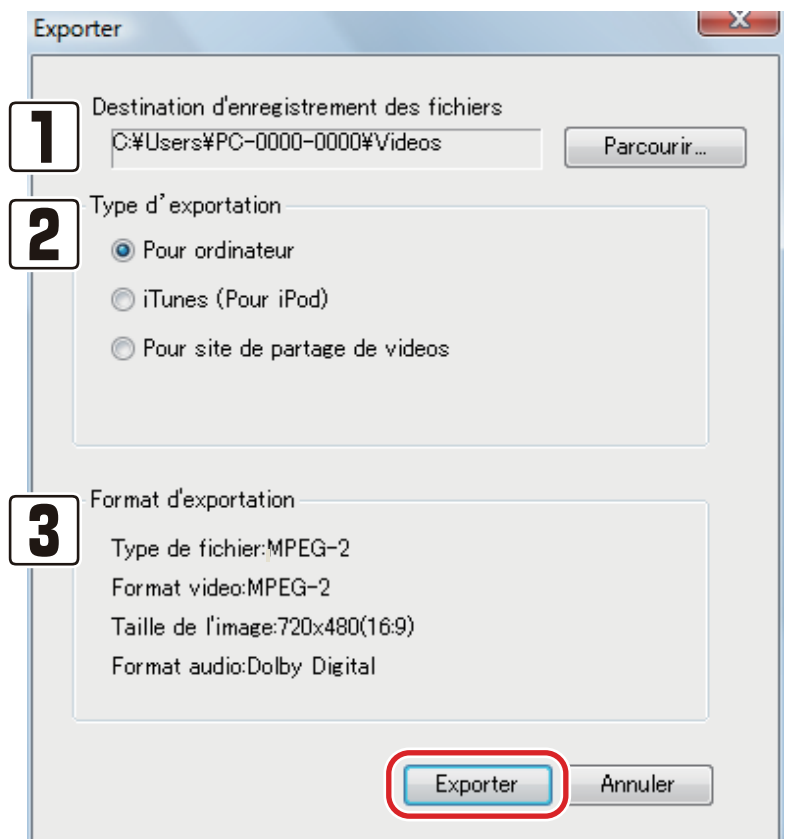 Exporter
X
1
Destination d'enregistrement des fichiers
C:¥Users¥PC-0000-0000¥Videos
Parcourir...
2
Type d’exportation
Pour ordinateur
iTunes (Pour iPod)
Pour site de partage de videos
3
Format d'exportation
Type de fichier:MPEG-2
Format video:MPEG-2
Taille de l'image:720x480(16:9)
Format audio:Dolby Digital
Exporter
Annuler